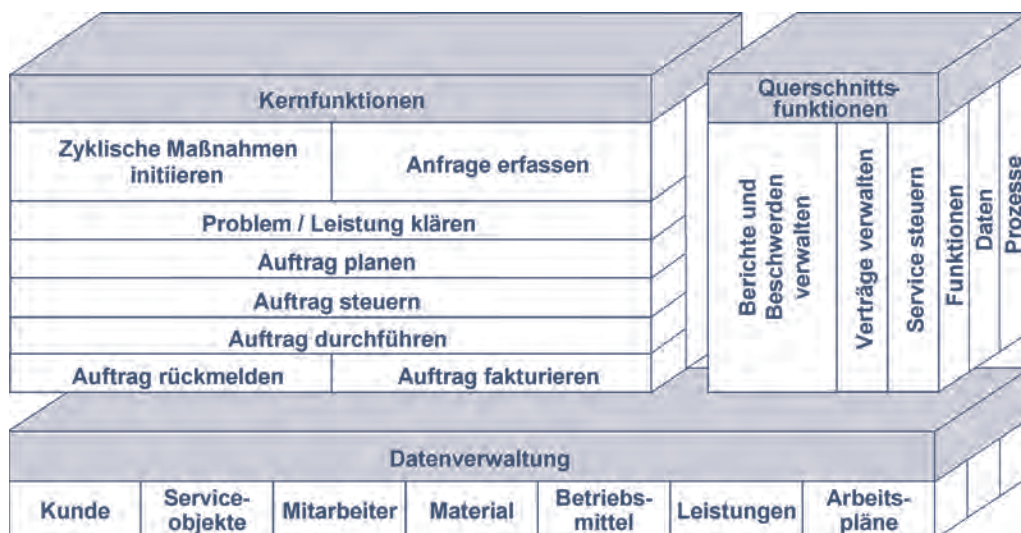 Kernfunktionen
Zyklische Maßnahmen
initiieren
Anfrage erfassen
Problem / Leistung klären
Auftrag planen
Auftrag steuern
Auftrag durchführen
Auftrag rückmelden
Auftrag fakturieren
Querschnitts-
funktionen
Berichte und
Beschwerden
verwalten
Verträge verwalten
Service steuern
Funktionen
Daten
Prozesse
Datenverwaltung
Kunde
Service-
objekte
Mitarbeiter
Material
Betriebs-
mittel
Leistungen
Arbeits-
pläne